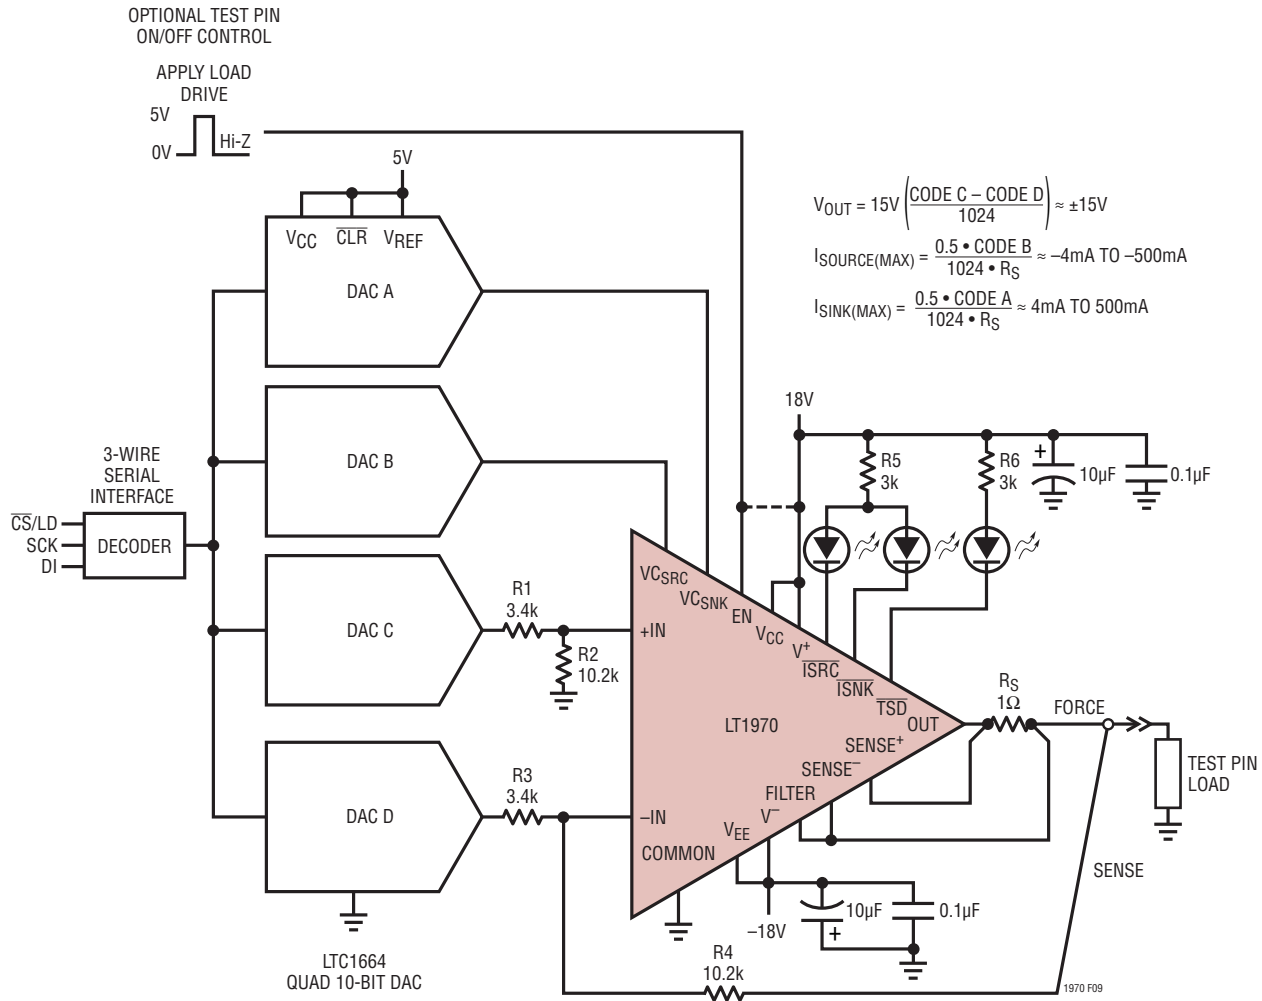 OPTIONAL TEST PIN
ON/OFF CONTROL
APPLY LOAD
DRIVE
5V
0V
Hi-Z
5V
VCC
CLR
VREF
DAC A
DAC B
DAC C
DAC D
3-WIRE
SERIAL
INTERFACE
CS/LD
SCK
DI
DECODER
LTC1664
QUAD 10-BIT DAC
VOUT = 15V (CODE C – CODE D / 1024) ≈ ±15V
ISOURCE(MAX) = 0.5 • CODE B / 1024 • RS ≈ –4mA TO –500mA
ISINK(MAX) = 0.5 • CODE A / 1024 • RS ≈ 4mA TO 500mA
18V
R5
3k
R6
3k
+
10µF
0.1µF
R1
3.4k
R2
10.2k
R3
3.4k
VCSRC
VCSNK
EN
VCC
V+
ISRC
ISNK
TSD
OUT
+IN
–IN
LT1970
SENSE+
SENSE–
FILTER
V–
VEE
COMMON
RS
1Ω
FORCE
TEST PIN
LOAD
SENSE
–18V
10µF
+
0.1µF
R4
10.2k
1970 F09